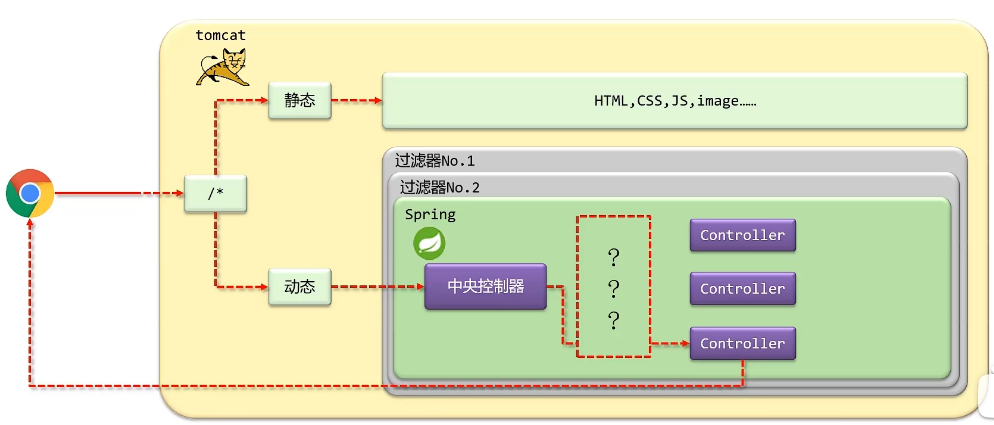 tomcat
静态
HTML,CSS,JS,image……
过滤器No.1
过滤器No.2
/*
Spring
Controller
?
中央控制器
动态
?
Controller
?
Controller